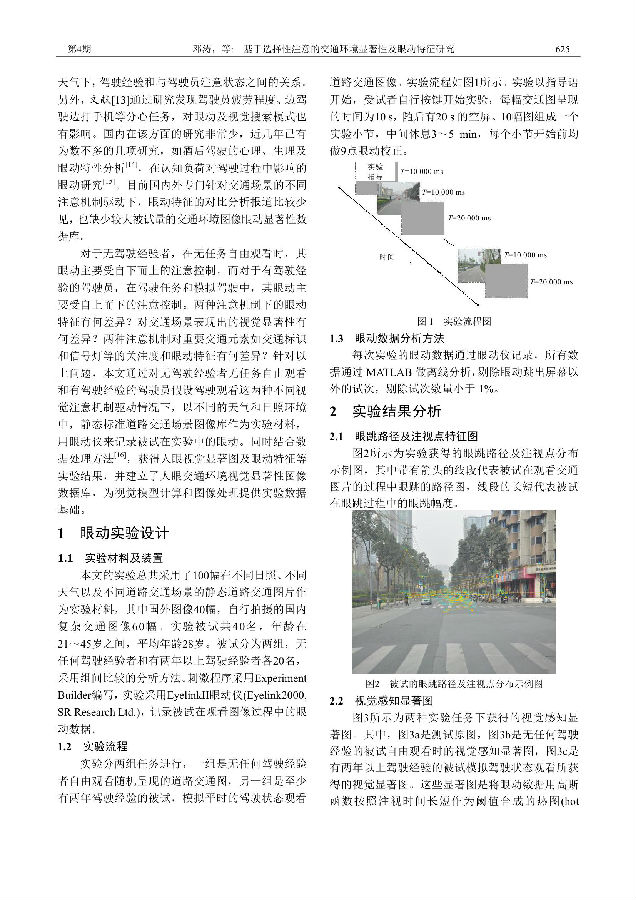 第4期
邓涛，等: 基于选择性注意的交通环境显著性及眼动特征研究
625
天气下，驾驶经验和与驾驶员注意状态之间的关系。
另外，文献[13]通过研究发现驾驶员疲劳程度、边驾
驶边打手机等分心任务，对眼动及视觉搜索模式也
有影响。国内在该方面的研究非常少，近几年已有
为数不多的几项研究，如酒后驾驶的心理、生理及
眼动特性分析[14]，在认知负荷对驾驶过程中影响的
眼动研究[15]。目前国内外专门针对交通场景的不同
注意机制驱动下，眼动特征的对比分析报道比较少
见，也缺少较大被试量的交通环境图像眼动显著性数
据库。
对于无驾驶经验者，在无任务自由观看时，其
眼动主要受自下而上的注意控制，而对于有驾驶经
验的驾驶员，在驾驶任务和模拟驾驶中，其眼动主
要受自上而下的注意控制。两种注意机制下的眼动
特征有何差异？对交通场景表现出的视觉显著性有
何差异？两种注意机制对重要交通元素如交通标识
和信号灯等的关注度和眼动特征有何差异？针对以
上问题，本文通过对无驾驶经验者无任务自由观看
和有驾驶经验的驾驶员假设驾驶观看这两种不同视
觉注意机制驱动情况下，以不同的天气和日照环境
中，静态标准道路交通场景图像库作为实验材料，
用眼动仪来记录被试在实验中的眼动。同时结合数
据处理方法[16]，获得人眼视觉显著图及眼动特征等
实验结果，并建立了人眼交通环境视觉显著性图像
数据库，为视觉模型计算和图像处理提供实验数据
基础。
1 眼动实验设计
1.1 实验材料及装置
本文的实验总共采用了100幅在不同日照、不同
天气以及不同道路交通场景的静态道路交通图片作
为实验材料，其中国外图像40幅，自行拍摄的国内
复杂交通图像60幅。实验被试共40名，年龄在
21～45岁之间，平均年龄28岁。被试分为两组，无
任何驾驶经验者和有两年以上驾驶经验者各20名，
采用组间比较的分析方法。刺激程序采用Experiment
Builder编写，实验采用EyelinkII眼动仪(Eyelink2000,
SR Research Ltd.)，记录被试在观看图像过程中的眼
动数据。
1.2 实验流程
实验分两组任务进行，一组是无任何驾驶经验
者自由观看随机呈现的道路交通图，另一组是至少
有两年驾驶经验的被试，模拟平时的驾驶状态观看
道路交通图像。实验流程如图1所示。实验以指导语
开始，受试者自行按键开始实验，每幅交通图呈现
的时间为10 s，随后有20 s的空屏。10幅图组成一个
实验小节，中间休息3～5 min，每个小节开始前均
做9点眼动校正。
实验
指导
T=10 000 ms
T=10 000 ms
T=20 000 ms
时间
T=10 000 ms
T=20 000 ms
图1 实验流程图
1.3 眼动数据分析方法
每次实验的眼动数据通过眼动仪记录，所有数
据通过MATLAB做离线分析，剔除眼动跳出屏幕以
外的试次，剔除试次数量小于1%。
2 实验结果分析
2.1 眼跳路径及注视点特征图
图2所示为实验获得的眼跳路径及注视点分布
示例图，其中带有箭头的线段代表被试在观看交通
图片的过程中眼跳的路径图，线段的长短代表被试
在眼跳过程中的眼跳幅度。
图2 被试的眼跳路径及注视点分布示例图
2.2 视觉感知显著图
图3所示为两种实验任务下获得的视觉感知显
著图。其中，图3a是测试原图，图3b是无任何驾驶
经验的被试自由观看时的视觉感知显著图，图3c是
有两年以上驾驶经验的被试模拟驾驶状态观看所获
得的视觉显著图。这些显著图是将眼动数据用高斯
函数按照注视时间长短作为阈值合成的热图(hot